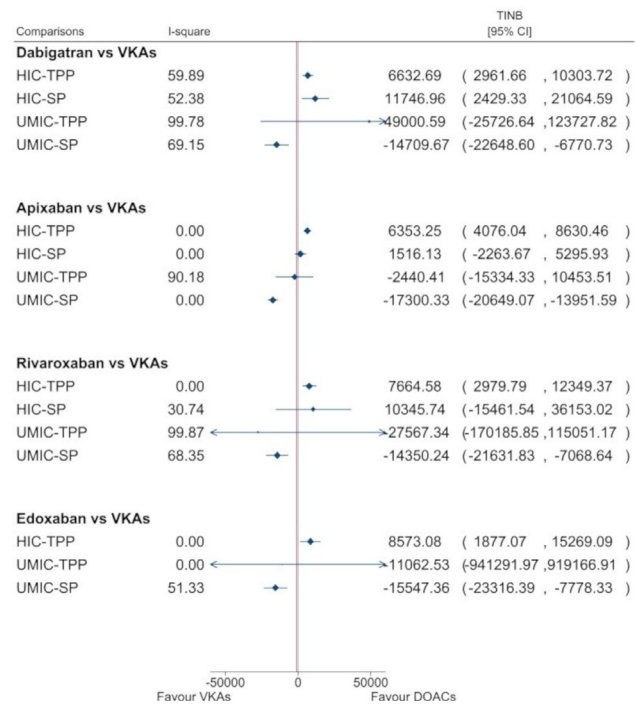 TINB
Comparisons I-square [95% CI]
Dabigatran vs VKAs
HIC-TPP 59.89 6632.69 ( 2961.66 , 10303.72 )
HIC-SP 52.38 11746.96 ( 2429.33 , 21064.59 )
UMIC-TPP 99.78 49000.59 (-25726.64 ,123727.82 )
UMIC-SP 69.15 -14709.67 (-22648.60 , -6770.73 )
Apixaban vs VKAs
HIC-TPP 0.00 6353.25 ( 4076.04 , 8630.46 )
HIC-SP 0.00 1516.13 ( -2263.67 , 5295.93 )
UMIC-TPP 90.18 -2440.41 (-15334.33 , 10453.51 )
UMIC-SP 0.00 -17300.33 (-20649.07 , -13951.59 )
Rivaroxaban vs VKAs
HIC-TPP 0.00 7664.58 ( 2979.79 , 12349.37 )
HIC-SP 30.74 10345.74 (-15461.54 , 36153.02 )
UMIC-TPP 99.87 -27567.34 (-170185.85 ,115051.17 )
UMIC-SP 68.35 -14350.24 (-21631.83 , -7068.64 )
Edoxaban vs VKAs
HIC-TPP 0.00 8573.08 ( 1877.07 , 15269.09 )
UMIC-TPP 0.00 -11062.53 (-941291.97 ,919166.91 )
UMIC-SP 51.33 -15547.36 (-23316.39 , -7778.33 )
-50000 0 50000
Favour VKAs Favour DOACs